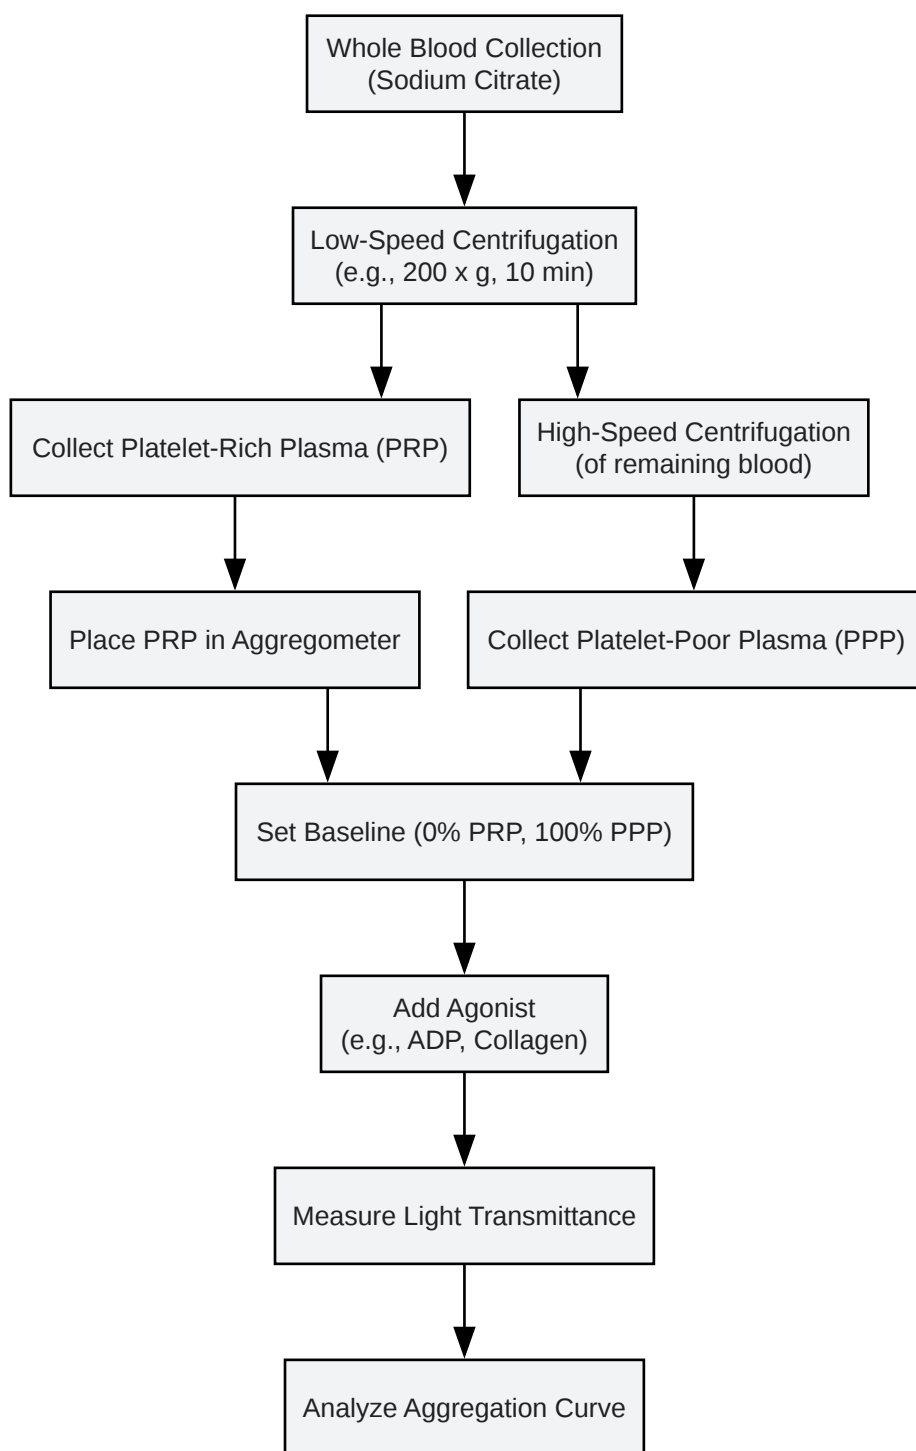 Whole Blood Collection
(Sodium Citrate)
Low-Speed Centrifugation
(e.g., 200 x g, 10 min)
Collect Platelet-Rich Plasma (PRP)
High-Speed Centrifugation
(of remaining blood)
Place PRP in Aggregometer
Collect Platelet-Poor Plasma (PPP)
Set Baseline (0% PRP, 100% PPP)
Add Agonist
(e.g., ADP, Collagen)
Measure Light Transmittance
Analyze Aggregation Curve